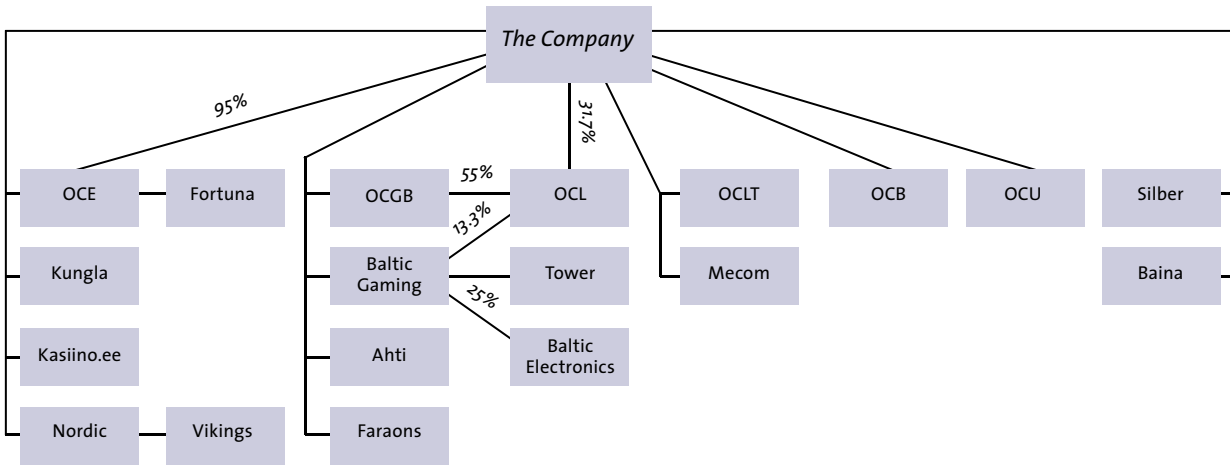 The Company
95%
31.7%
OCE
Fortuna
OCGB
55%
OCL
OCLT
OCB
OCU
Silber
13.3%
Kungla
Baltic
Gaming
Tower
Mecom
Baina
25%
Kasiino.ee
Ahti
Baltic
Electronics
Nordic
Vikings
Faraons